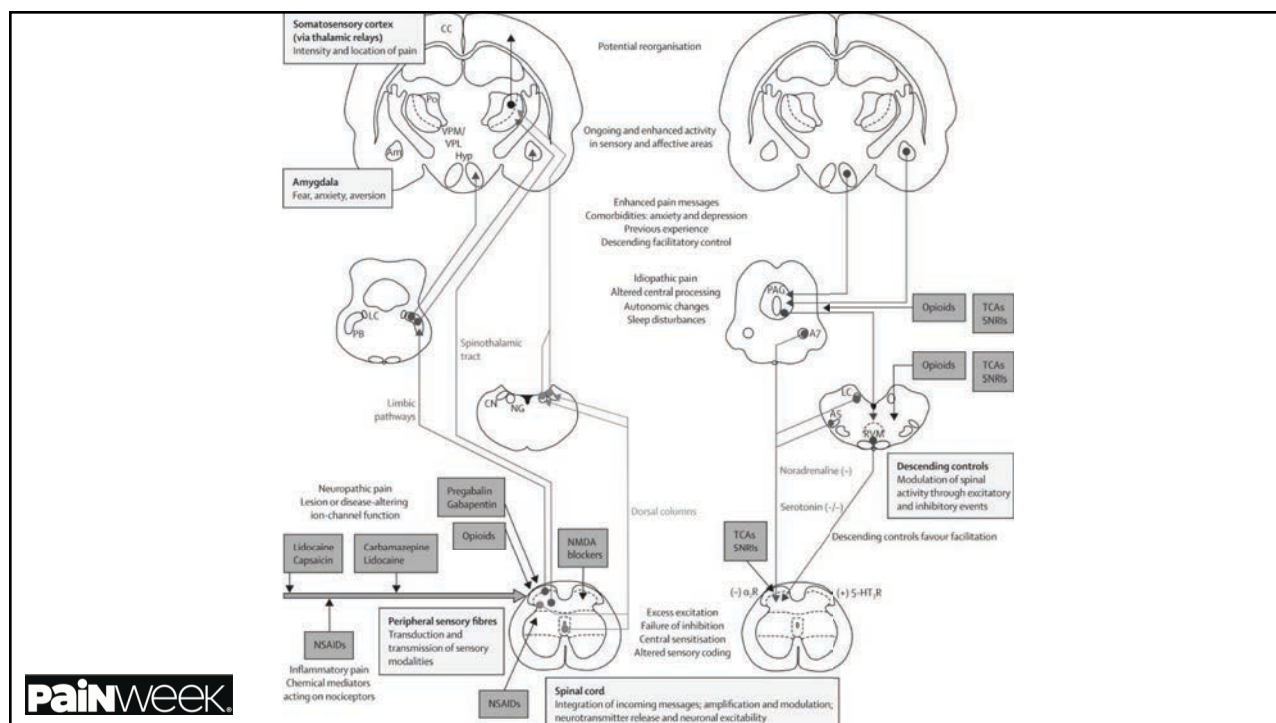 Somatosensory cortex
(via thalamic relays)
Intensity and location of pain
CC
Po
VPM/
VPL
Hyp
Am
Amygdala
Fear, anxiety, aversion
Potential reorganisation
Ongoing and enhanced activity
in sensory and affective areas
Enhanced pain messages
Comorbidities: anxiety and depression
Previous experience
Descending facilitatory control
Idiopathic pain
Altered central processing
Autonomic changes
Sleep disturbances
LC
PB
Spinothalamic
tract
Limbic
pathways
CN
NG
PAG
A7
Opioids
TCAs
SNRIs
Opioids
TCAs
SNRIs
LC
A5
RVM
Noradrenaline (–)
Serotonin (-/-)
Descending controls
Modulation of spinal
activity through excitatory
and inhibitory events
Descending controls favour facilitation
Neuropathic pain
Lesion or disease-altering
ion-channel function
Pregabalin
Gabapentin
Opioids
NMDA
blockers
Dorsal columns
Lidocaine
Capsaicin
Carbamazepine
Lidocaine
NSAIDs
Inflammatory pain
Chemical mediators
acting on nociceptors
Peripheral sensory fibres
Transduction and
transmission of sensory
modalities
NSAIDs
Excess excitation
Failure of inhibition
Central sensitisation
Altered sensory coding
TCAs
SNRIs
(–) α₂R
(+) 5-HT₃R
Spinal cord
Integration of incoming messages; amplification and modulation;
neurotransmitter release and neuronal excitability
PAINWEEK.